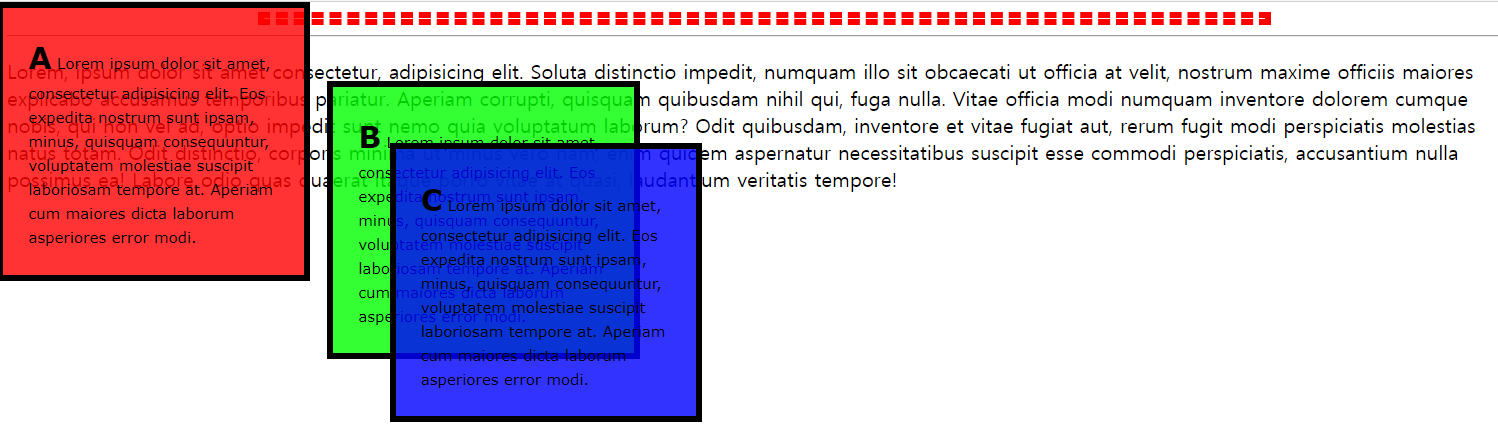 Lorem, ipsum dolor sit amet consectetur, adipisicing elit. Soluta distinctio impedit, numquam illo sit obcaecati ut officia at velit, nostrum maxime officiis maiores
explicabo accusamus temporibus pariatur. Aperiam corrupti, quisquam quibusdam nihil qui, fuga nulla. Vitae officia modi numquam inventore dolorem cumque
nobis, qui non vel ad, optio impedit sunt nemo quia voluptatum laborum? Odit quibusdam, inventore et vitae fugiat aut, rerum fugit modi perspiciatis molestias
natus totam. Odit distinctio, corporis minima vero nam, enim quidem aspernatur necessitatibus suscipit esse commodi perspiciatis, accusantium nulla
possimus ea! Labore odio quas quaerat itaque porro vitae at quasi, laudantium veritatis tempore!
A Lorem ipsum dolor sit amet,
consectetur adipisicing elit. Eos
expedita nostrum sunt ipsam,
minus, quisquam consequuntur,
voluptatem molestiae suscipit
laboriosam tempore at. Aperiam
cum maiores dicta laborum
asperiores error modi.
B Lorem ipsum dolor sit amet,
consectetur adipisicing elit. Eos
expedita nostrum sunt ipsam,
minus, quisquam consequuntur,
voluptatem molestiae suscipit
laboriosam tempore at. Aperiam
cum maiores dicta laborum
asperiores error modi.
C Lorem ipsum dolor sit amet,
consectetur adipisicing elit. Eos
expedita nostrum sunt ipsam,
minus, quisquam consequuntur,
voluptatem molestiae suscipit
laboriosam tempore at. Aperiam
cum maiores dicta laborum
asperiores error modi.